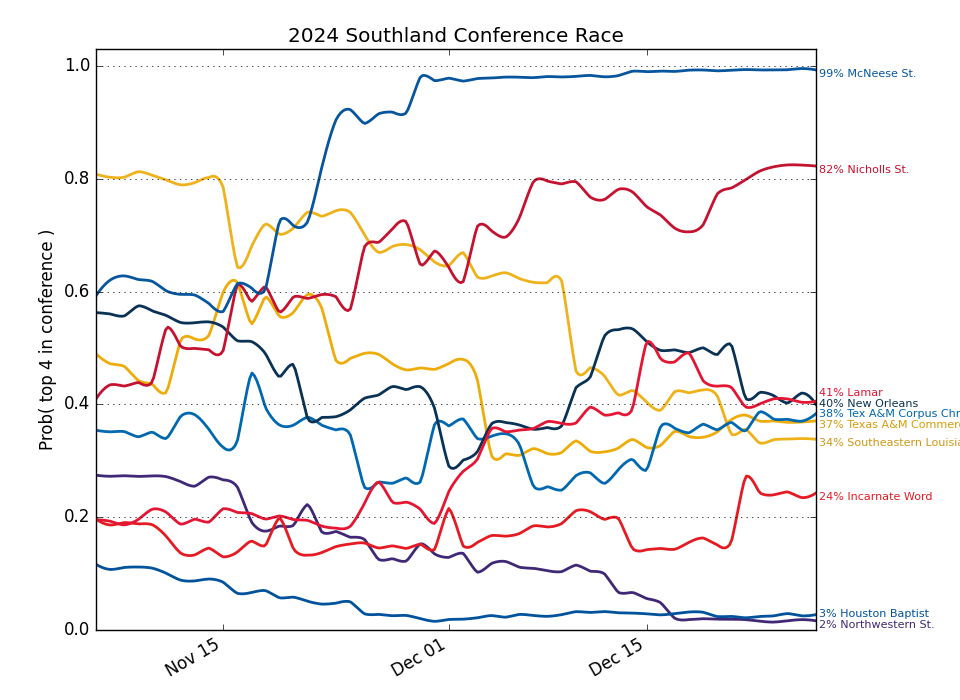 2024 Southland Conference Race
Prob( top 4 in conference )
1.0
0.8
0.6
0.4
0.2
0.0
Nov 15
Dec 01
Dec 15
99% McNeese St.
82% Nicholls St.
41% Lamar
40% New Orleans
38% Tex A&M Corpus Chr
37% Texas A&M Commerc
34% Southeastern Louisia
24% Incarnate Word
3% Houston Baptist
2% Northwestern St.